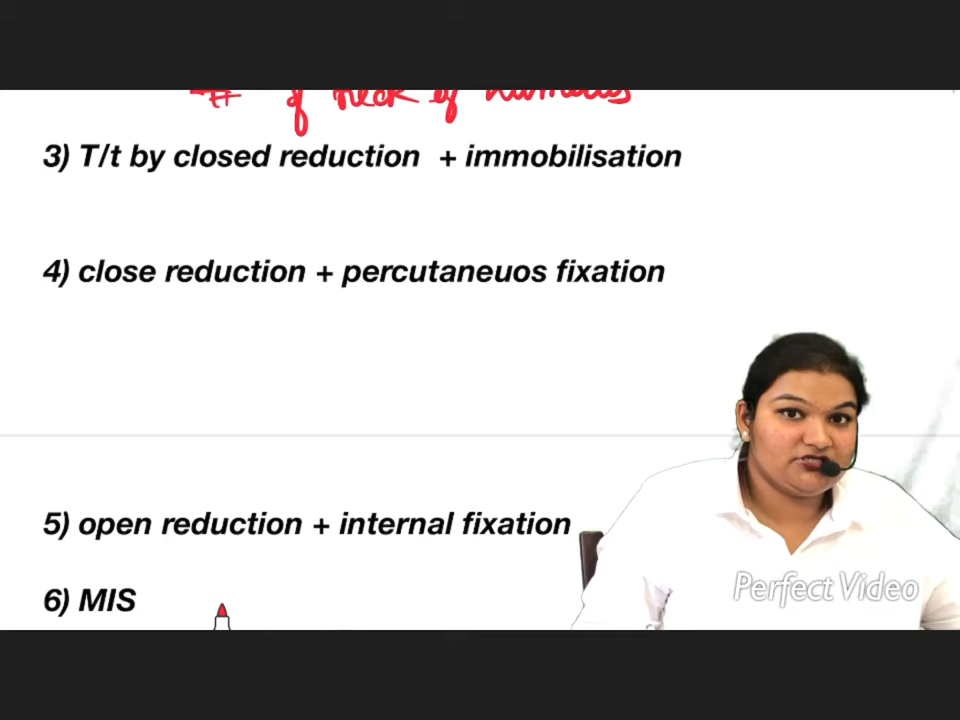 # of neck of humerus
3) T/t by closed reduction + immobilisation
4) close reduction + percutaneuos fixation
5) open reduction + internal fixation
6) MIS
Perfect Video